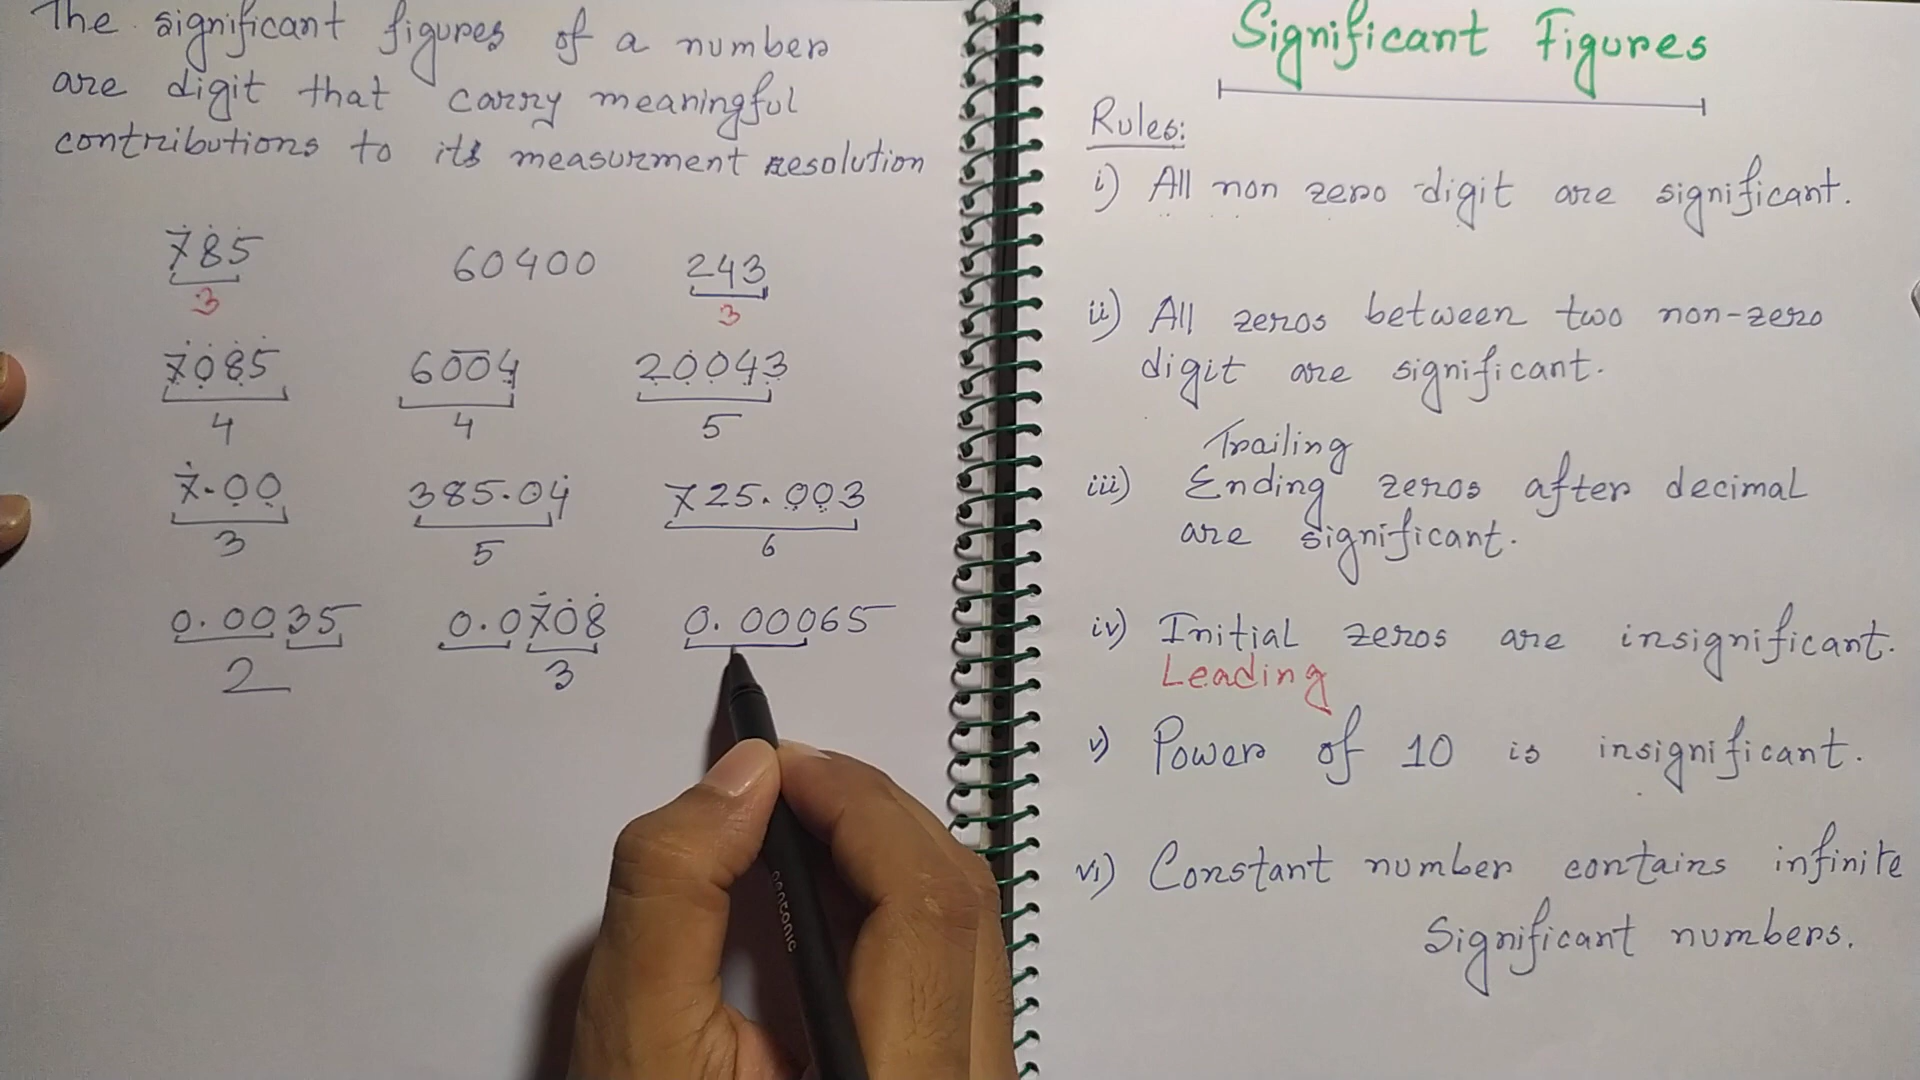 The significant figures of a number
are digit that carry meaningful
contributions to its measurment resolution
785 60400 243
3 3
7085 6004 20043
4 4 5
7.00 385.04 725.003
3 5 6
0.0035 0.0708 0.00065
2 3
Significant Figures
Rules:
i) All non zero digit are significant.
ii) All zeros between two non-zero
digit are significant.
Trailing
iii) Ending zeros after decimal
are significant.
iv) Initial zeros are insignificant.
Leading
v) Power of 10 is insignificant.
vi) Constant number contains infinite
Significant numbers.